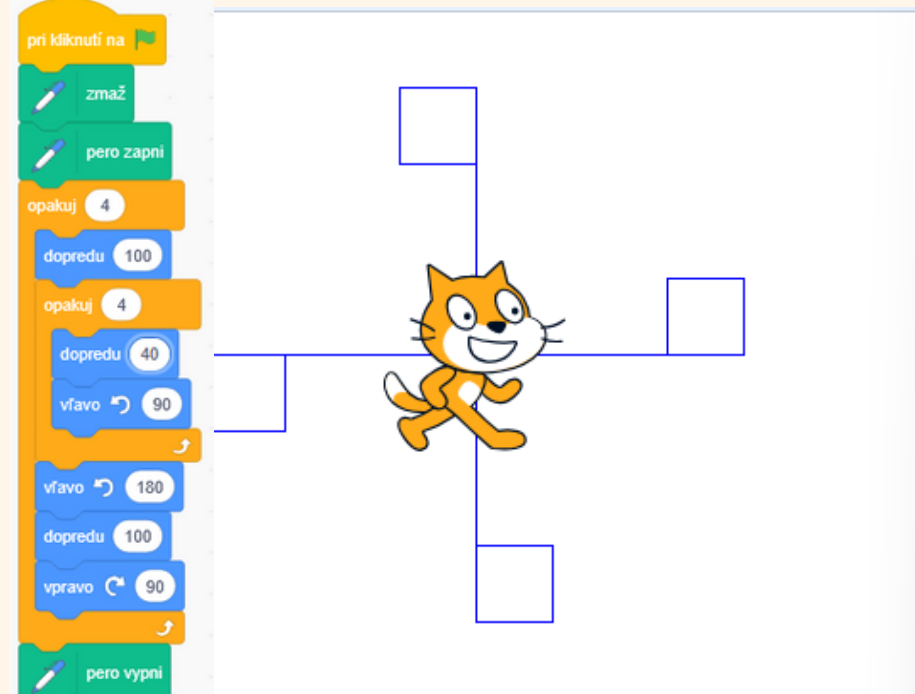 pri kliknutí na
zmaž
pero zapni
opakuj 4
dopredu 100
opakuj 4
dopredu 40
vľavo 90
vľavo 180
dopredu 100
vpravo 90
pero vypni